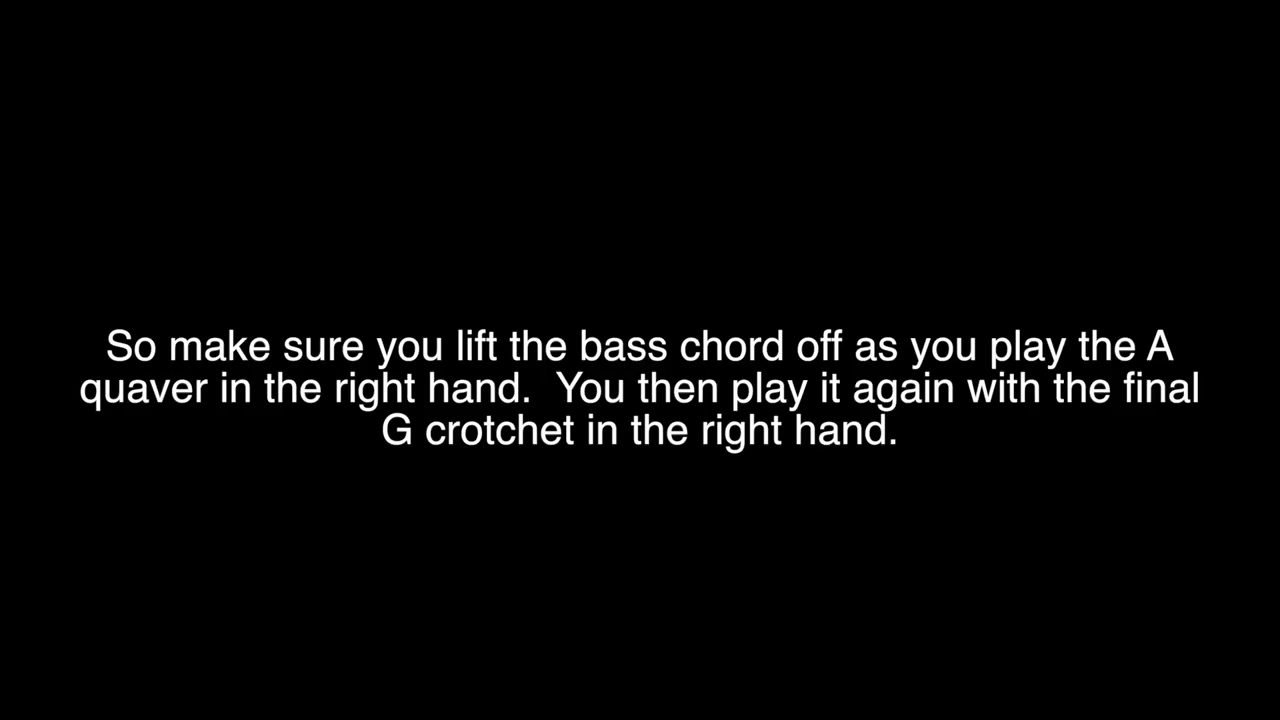 So make sure you lift the bass chord off as you play the A
quaver in the right hand.  You then play it again with the final
G crotchet in the right hand.